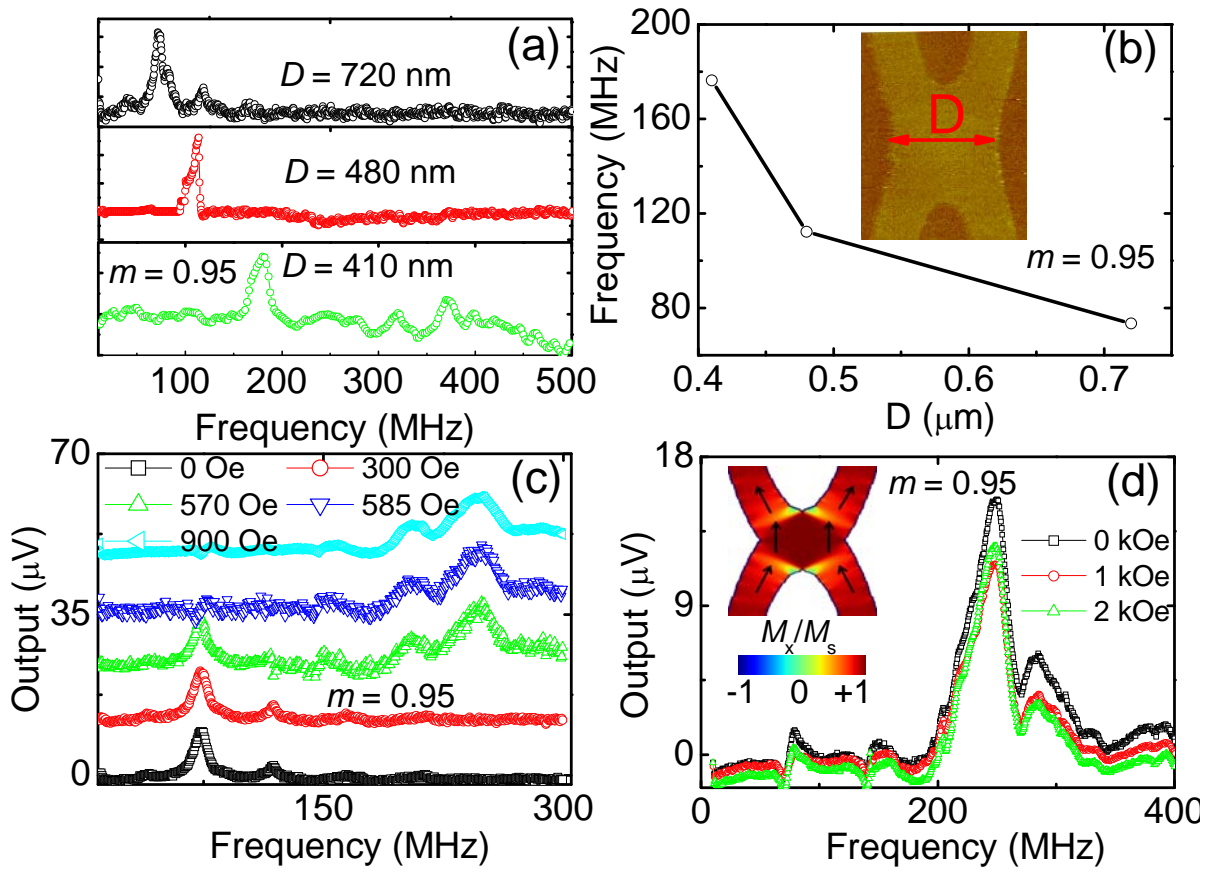 (a)
D = 720 nm
D = 480 nm
m = 0.95
D = 410 nm
100 200 300 400 500
Frequency (MHz)
(b)
200
160
120
80
Frequency (MHz)
D
m = 0.95
0.4 0.5 0.6 0.7
D (μm)
(c)
70
35
0
Output (μV)
0 Oe 300 Oe
570 Oe 585 Oe
900 Oe
m = 0.95
150 300
Frequency (MHz)
(d)
18
9
0
Output (μV)
m = 0.95
0 kOe
1 kOe
2 kOe
Mx/Ms
-1 0 +1
0 100 200 400
Frequency (MHz)